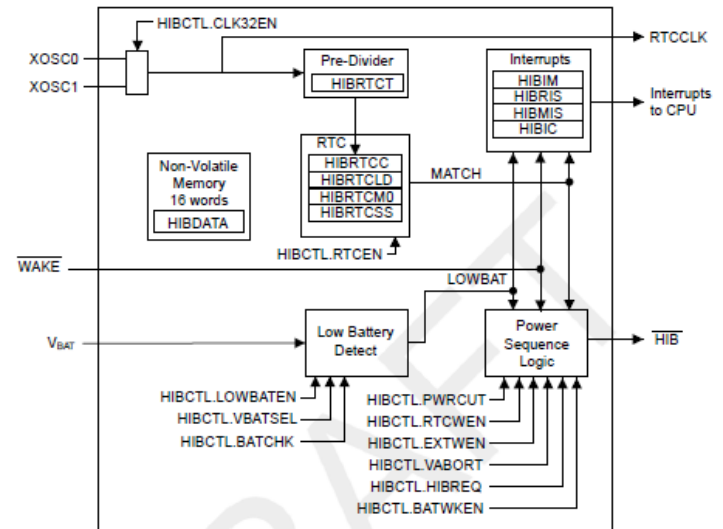 HIBCTL.CLK32EN
XOSC0
XOSC1
RTCCLK
Pre-Divider
HIBRTCT
Interrupts
HIBIM
HIBRIS
HIBMIS
HIBIC
Interrupts
to CPU
RTC
HIBRTCC
HIBRTCLD
HIBRTCM0
HIBRTCSS
MATCH
Non-Volatile
Memory
16 words
HIBDATA
HIBCTL.RTCEN
WAKE
LOWBAT
VBAT
Low Battery
Detect
Power
Sequence
Logic
HIB
HIBCTL.LOWBATEN
HIBCTL.VBATSEL
HIBCTL.BATCHK
HIBCTL.PWRCUT
HIBCTL.RTCWEN
HIBCTL.EXTWEN
HIBCTL.VABORT
HIBCTL.HIBREQ
HIBCTL.BATWKEN